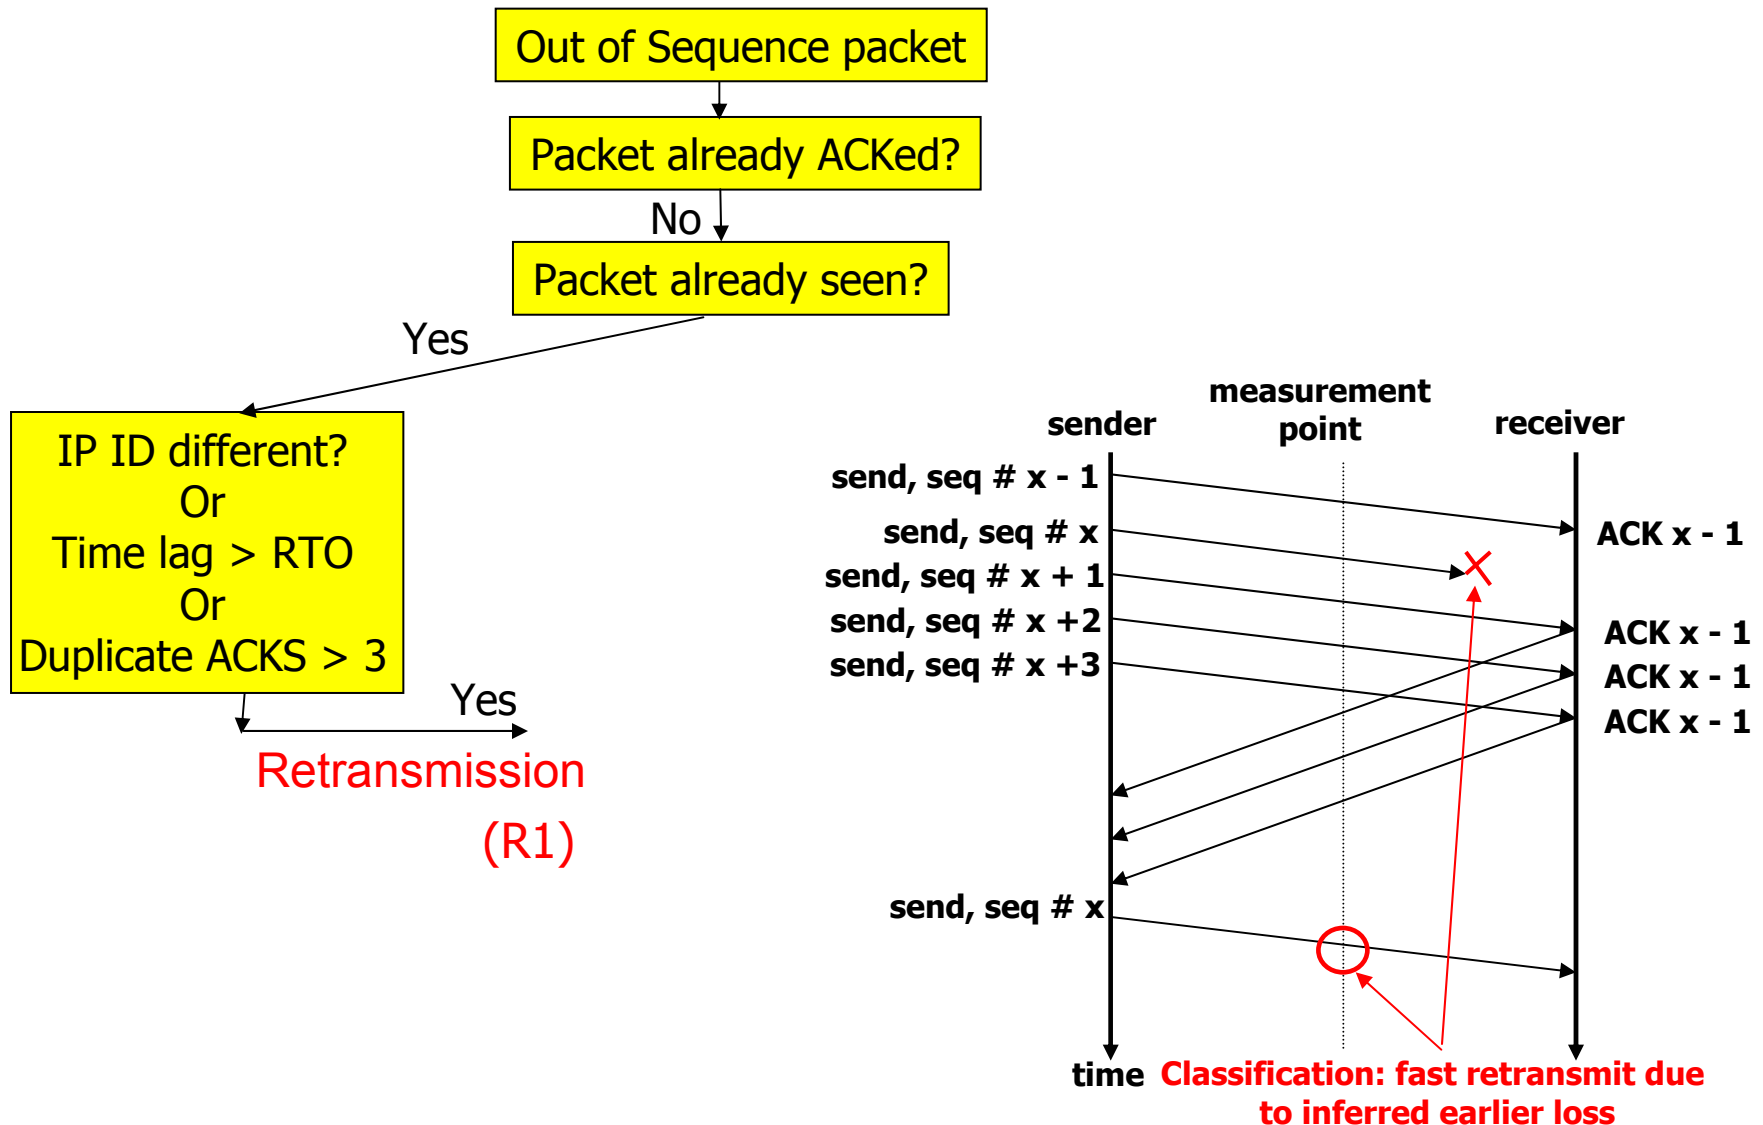 Out of Sequence packet
Packet already ACKed?
No
Packet already seen?
Yes
IP ID different?
Or
Time lag > RTO
Or
Duplicate ACKS > 3
Yes
Retransmission
(R1)
measurement
point
sender
receiver
send, seq # x - 1
send, seq # x
send, seq # x + 1
send, seq # x +2
send, seq # x +3
ACK x - 1
ACK x - 1
ACK x - 1
ACK x - 1
send, seq # x
time
Classification: fast retransmit due
to inferred earlier loss